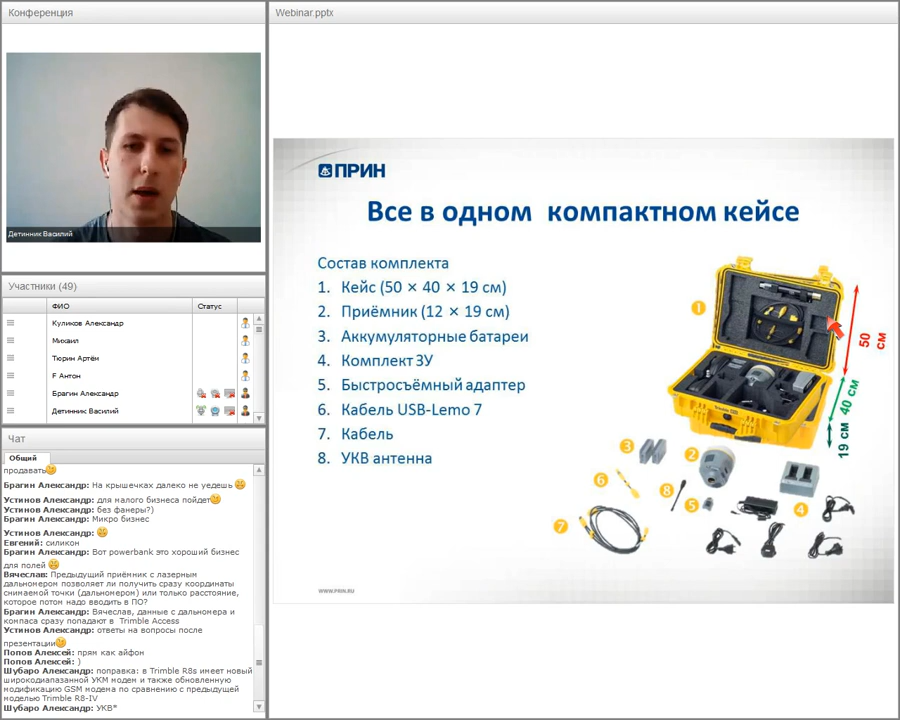 Конференция
Детинник Василий
Участники (49)
ФИО
Статус
Куликов Александр
Михаил
Тюрин Артём
F Антон
Брагин Александр
Детинник Василий
Чат
Общий
продавать
Брагин Александр: На крышечках далеко не уедешь
Устинов Александр: для малого бизнеса пойдет
Устинов Александр: без фанеры?)
Брагин Александр: Микро бизнес
Устинов Александр:
Евгений: силикон
Брагин Александр: Вот powerbank это хороший бизнес
для полей
Вячеслав: Предыдущий приёмник с лазерным
дальномером позволяет ли получить сразу координаты
снимаемой точки (дальномером) или только расстояние,
которое потом надо вводить в ПО?
Брагин Александр: Вячеслав, данные с дальномера и
компаса сразу попадают в Trimble Access
Устинов Александр: ответы на вопросы после
презентации
Попов Алексей: прям как айфон
Попов Алексей: )
Шубаро Александр: поправка: в Trimble R8s имеет новый
широкодиапазанной УКМ модем и также обновленную
модификацию GSM модема по сравнению с предыдущей
моделью Trimble R8-IV
Шубаро Александр: УКВ*
Webinar.pptx
ПРИН
Все в одном компактном кейсе
Состав комплекта
1. Кейс (50 × 40 × 19 см)
2. Приёмник (12 × 19 см)
3. Аккумуляторные батареи
4. Комплект ЗУ
5. Быстросъёмный адаптер
6. Кабель USB-Lemo 7
7. Кабель
8. УКВ антенна
1
50 см
40 см
19 см
3
2
6
8
5
4
7
WWW.PRIN.RU